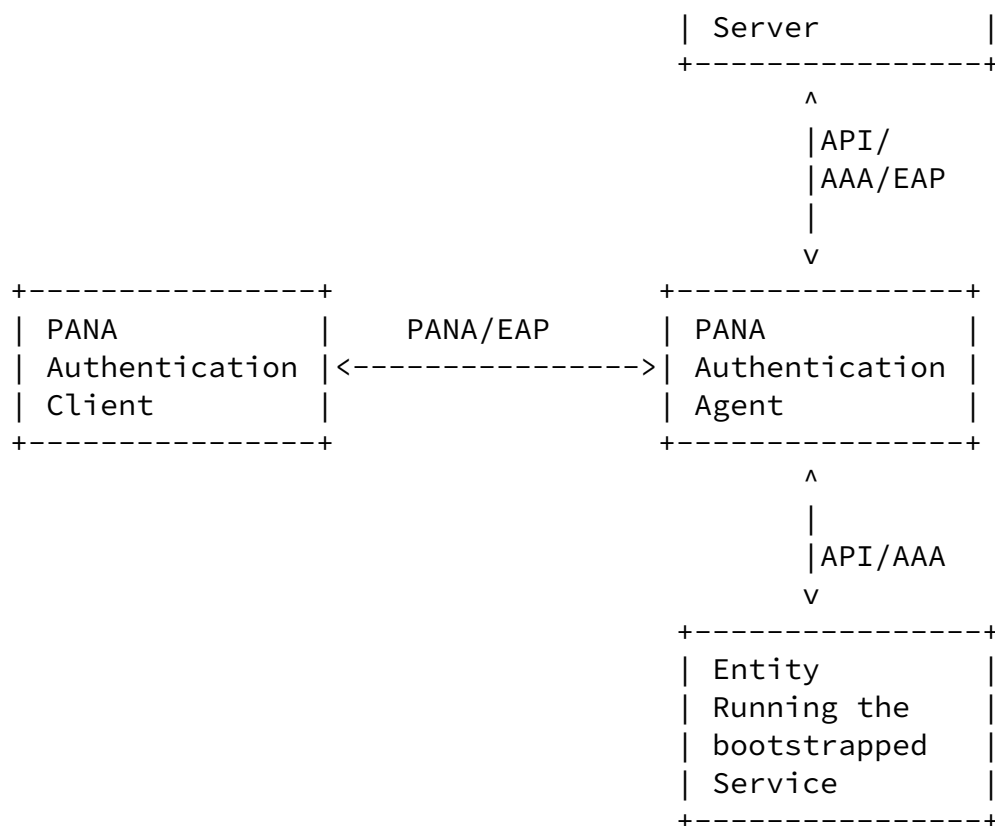 | Server         |
+----------------+
^
|API/
|AAA/EAP
|
v
+----------------+                  +----------------+
| PANA           |    PANA/EAP      | PANA           |
| Authentication |<---------------->| Authentication |
| Client         |                  | Agent          |
+----------------+                  +----------------+
^
|
|API/AAA
v
+----------------+
| Entity         |
| Running the    |
| bootstrapped   |
| Service        |
+----------------+